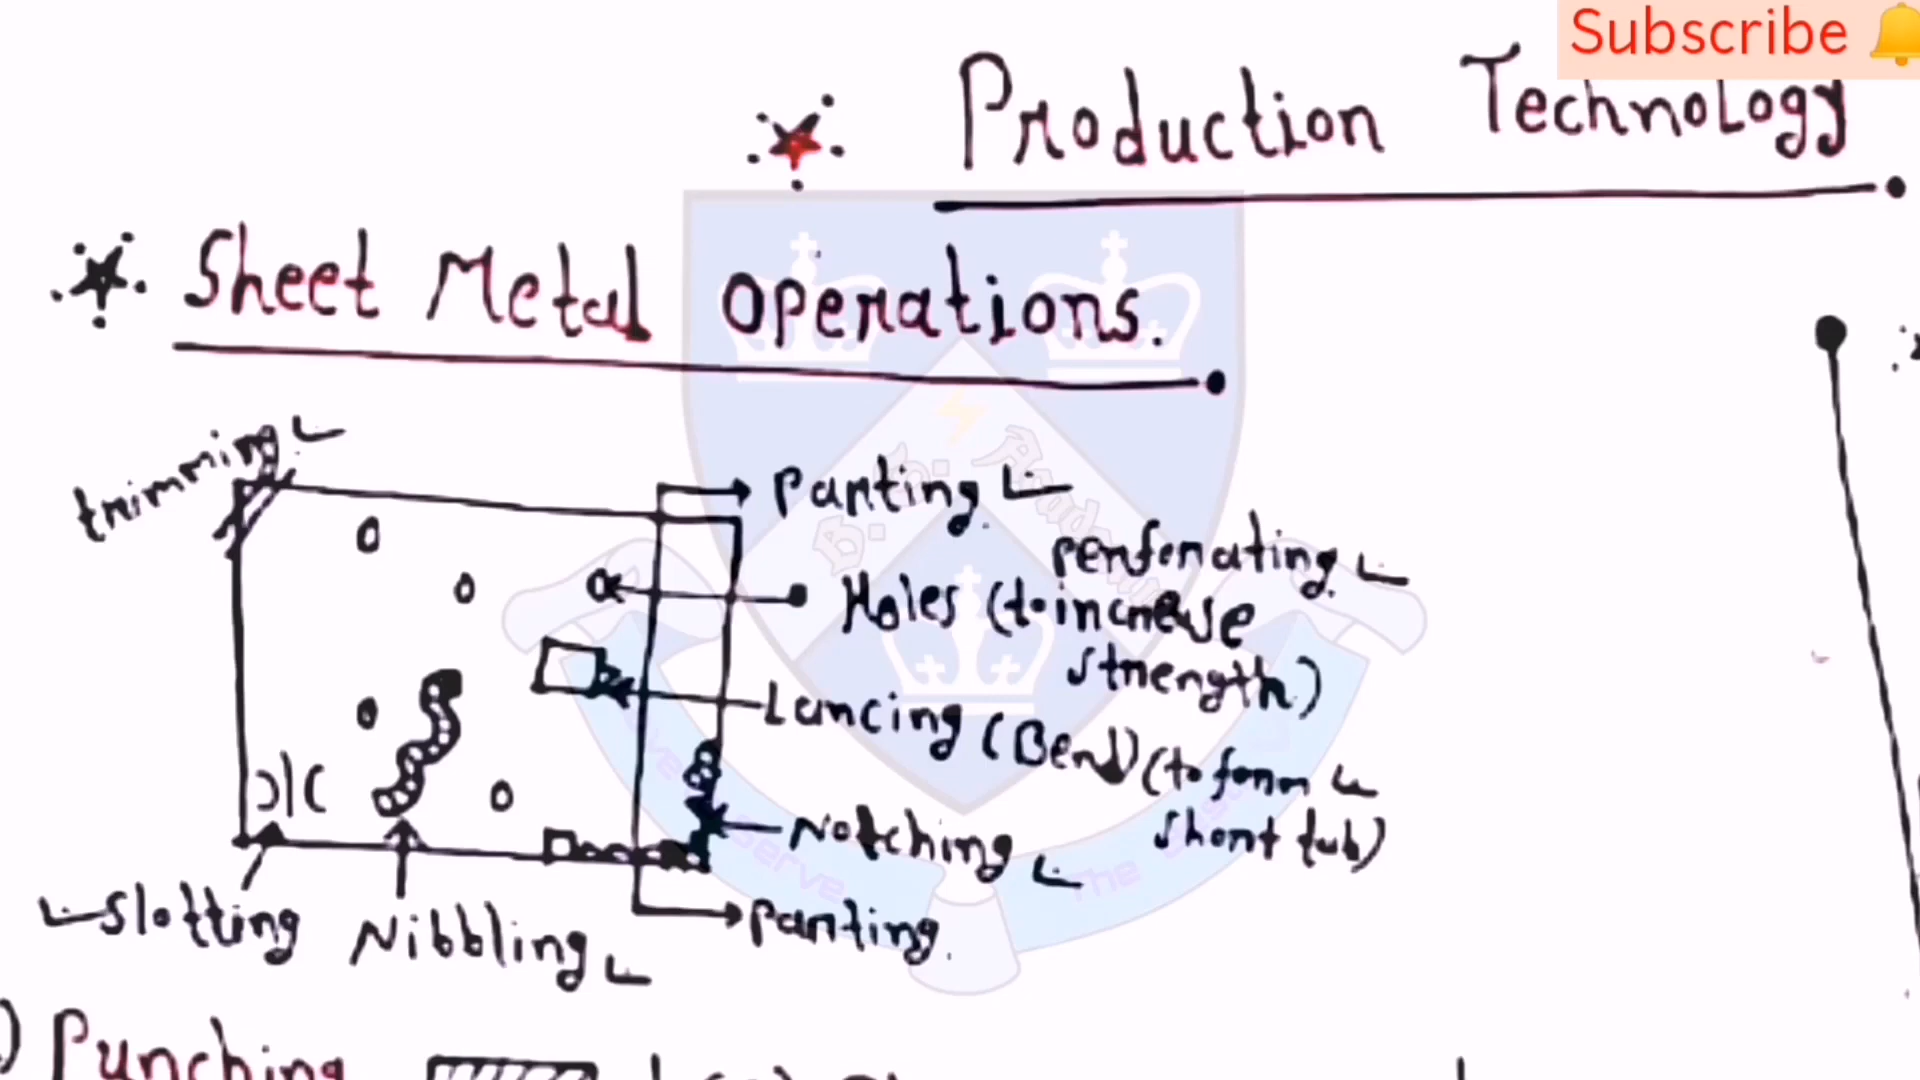 Subscribe
Production Technology
Sheet Metal operations.
trimming
Parting
perforating
Holes (to increase
strength)
Lancing (Bend) (to form
short tab)
Notching
Slotting Nibbling
parting
Punching